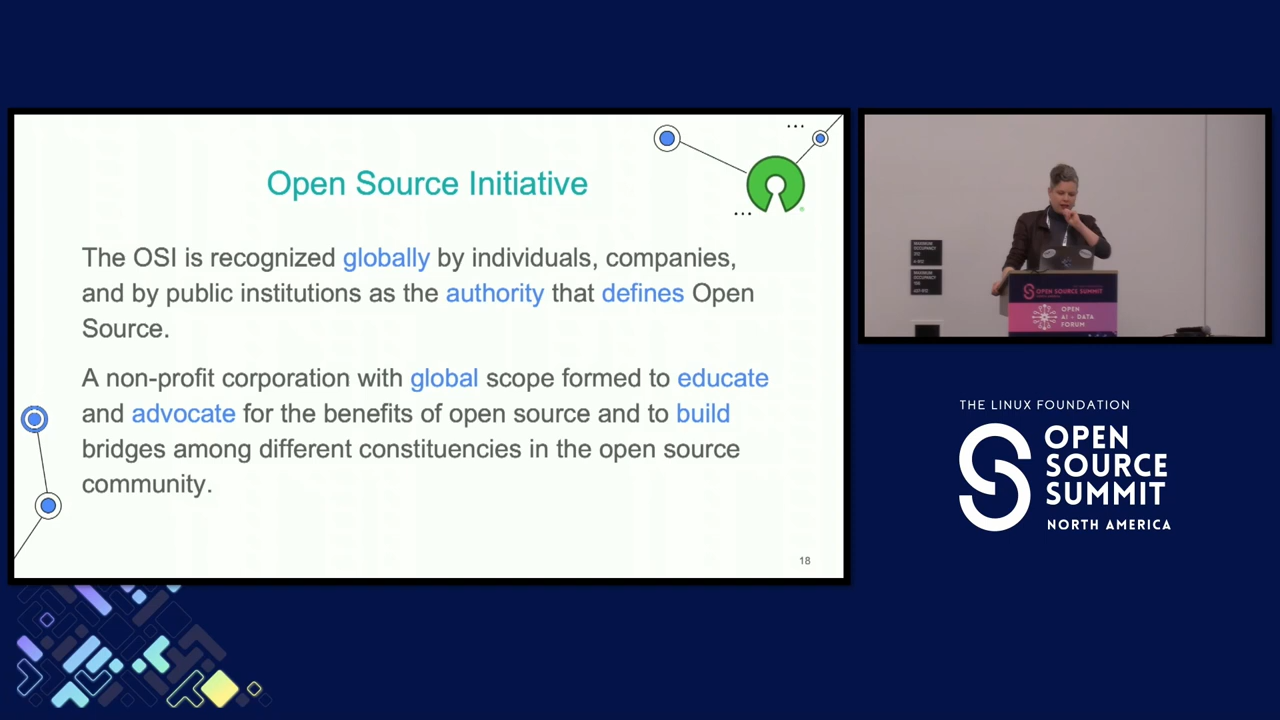 Open Source Initiative
The OSI is recognized globally by individuals, companies,
and by public institutions as the authority that defines Open
Source.
A non-profit corporation with global scope formed to educate
and advocate for the benefits of open source and to build
bridges among different constituencies in the open source
community.
18
OPEN SOURCE SUMMIT
OPEN
AI + DATA
FORUM
THE LINUX FOUNDATION
OPEN
SOURCE
SUMMIT
NORTH AMERICA